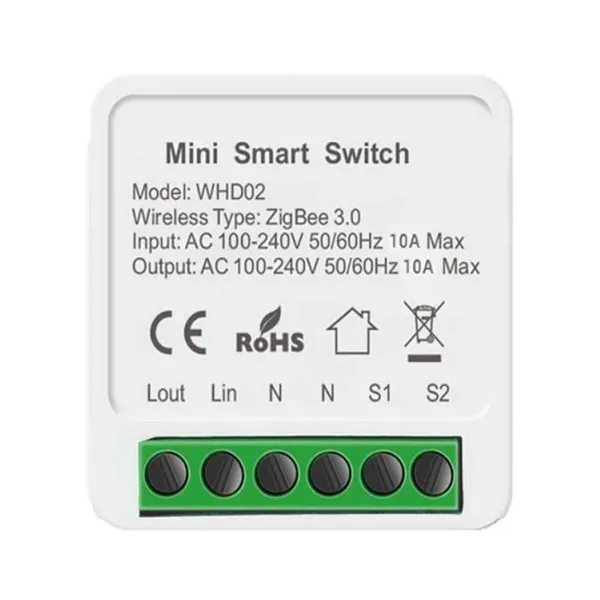 Mini Smart Switch
Model: WHD02
Wireless Type: ZigBee 3.0
Input: AC 100-240V 50/60Hz 10A Max
Output: AC 100-240V 50/60Hz 10A Max
CE RoHS
Lout Lin N N S1 S2